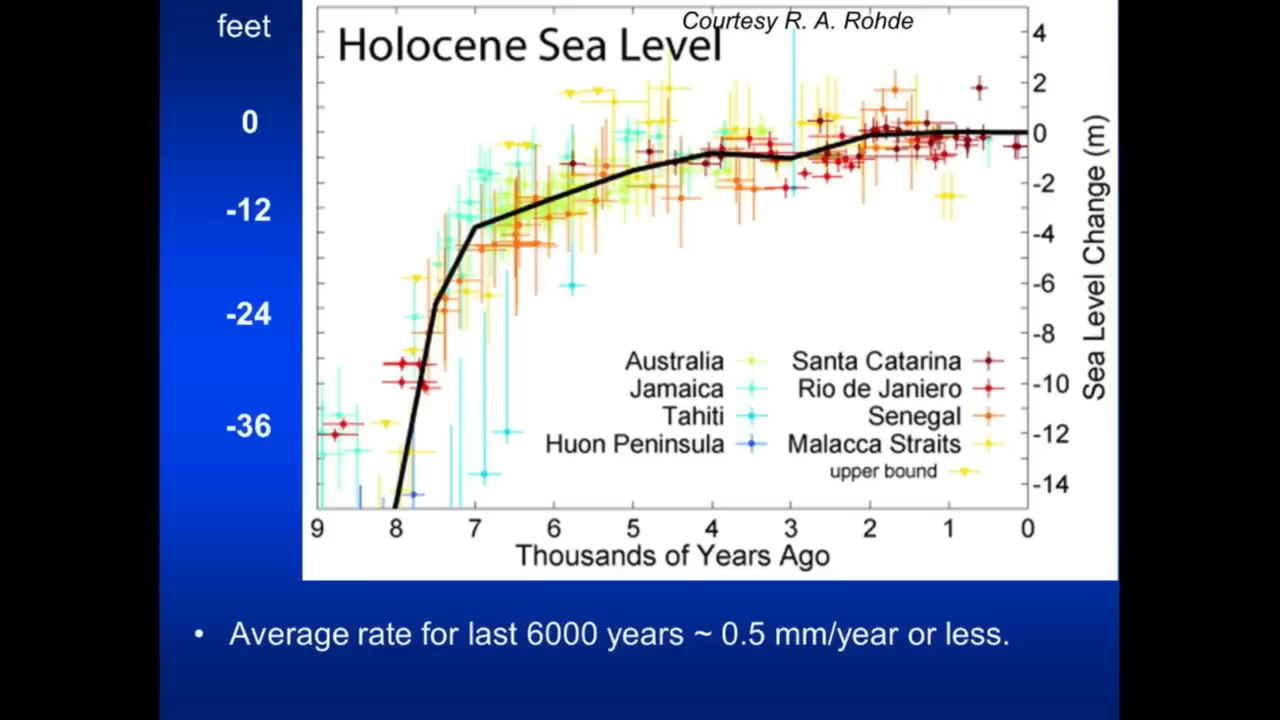 feet
Courtesy R. A. Rohde
Holocene Sea Level
0
-12
-24
-36
4
2
0
-2
-4
-6
-8
-10
-12
-14
Sea Level Change (m)
Australia
Jamaica
Tahiti
Huon Peninsula
Santa Catarina
Rio de Janiero
Senegal
Malacca Straits
upper bound
9 8 7 6 5 4 3 2 1 0
Thousands of Years Ago
• Average rate for last 6000 years ~ 0.5 mm/year or less.